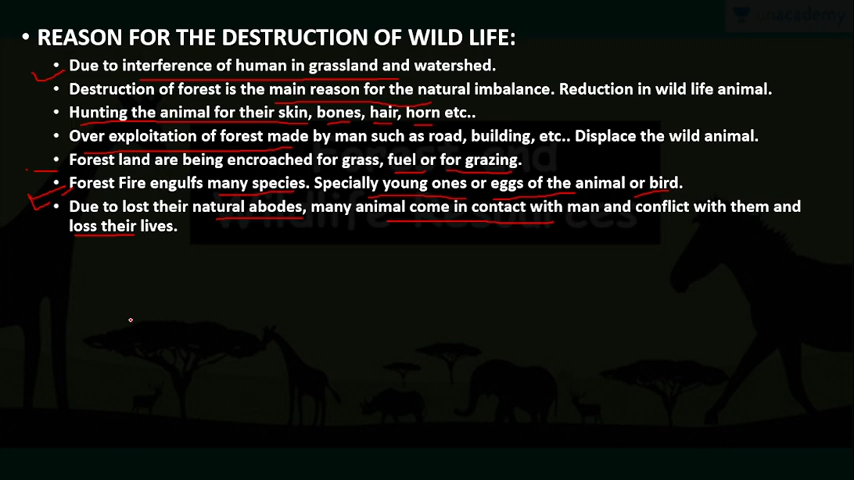 academy
• REASON FOR THE DESTRUCTION OF WILD LIFE:
• Due to interference of human in grassland and watershed.
• Destruction of forest is the main reason for the natural imbalance. Reduction in wild life animal.
• Hunting the animal for their skin, bones, hair, horn etc..
• Over exploitation of forest made by man such as road, building, etc.. Displace the wild animal.
• Forest land are being encroached for grass, fuel or for grazing.
• Forest Fire engulfs many species. Specially young ones or eggs of the animal or bird.
• Due to lost their natural abodes, many animal come in contact with man and conflict with them and
loss their lives.